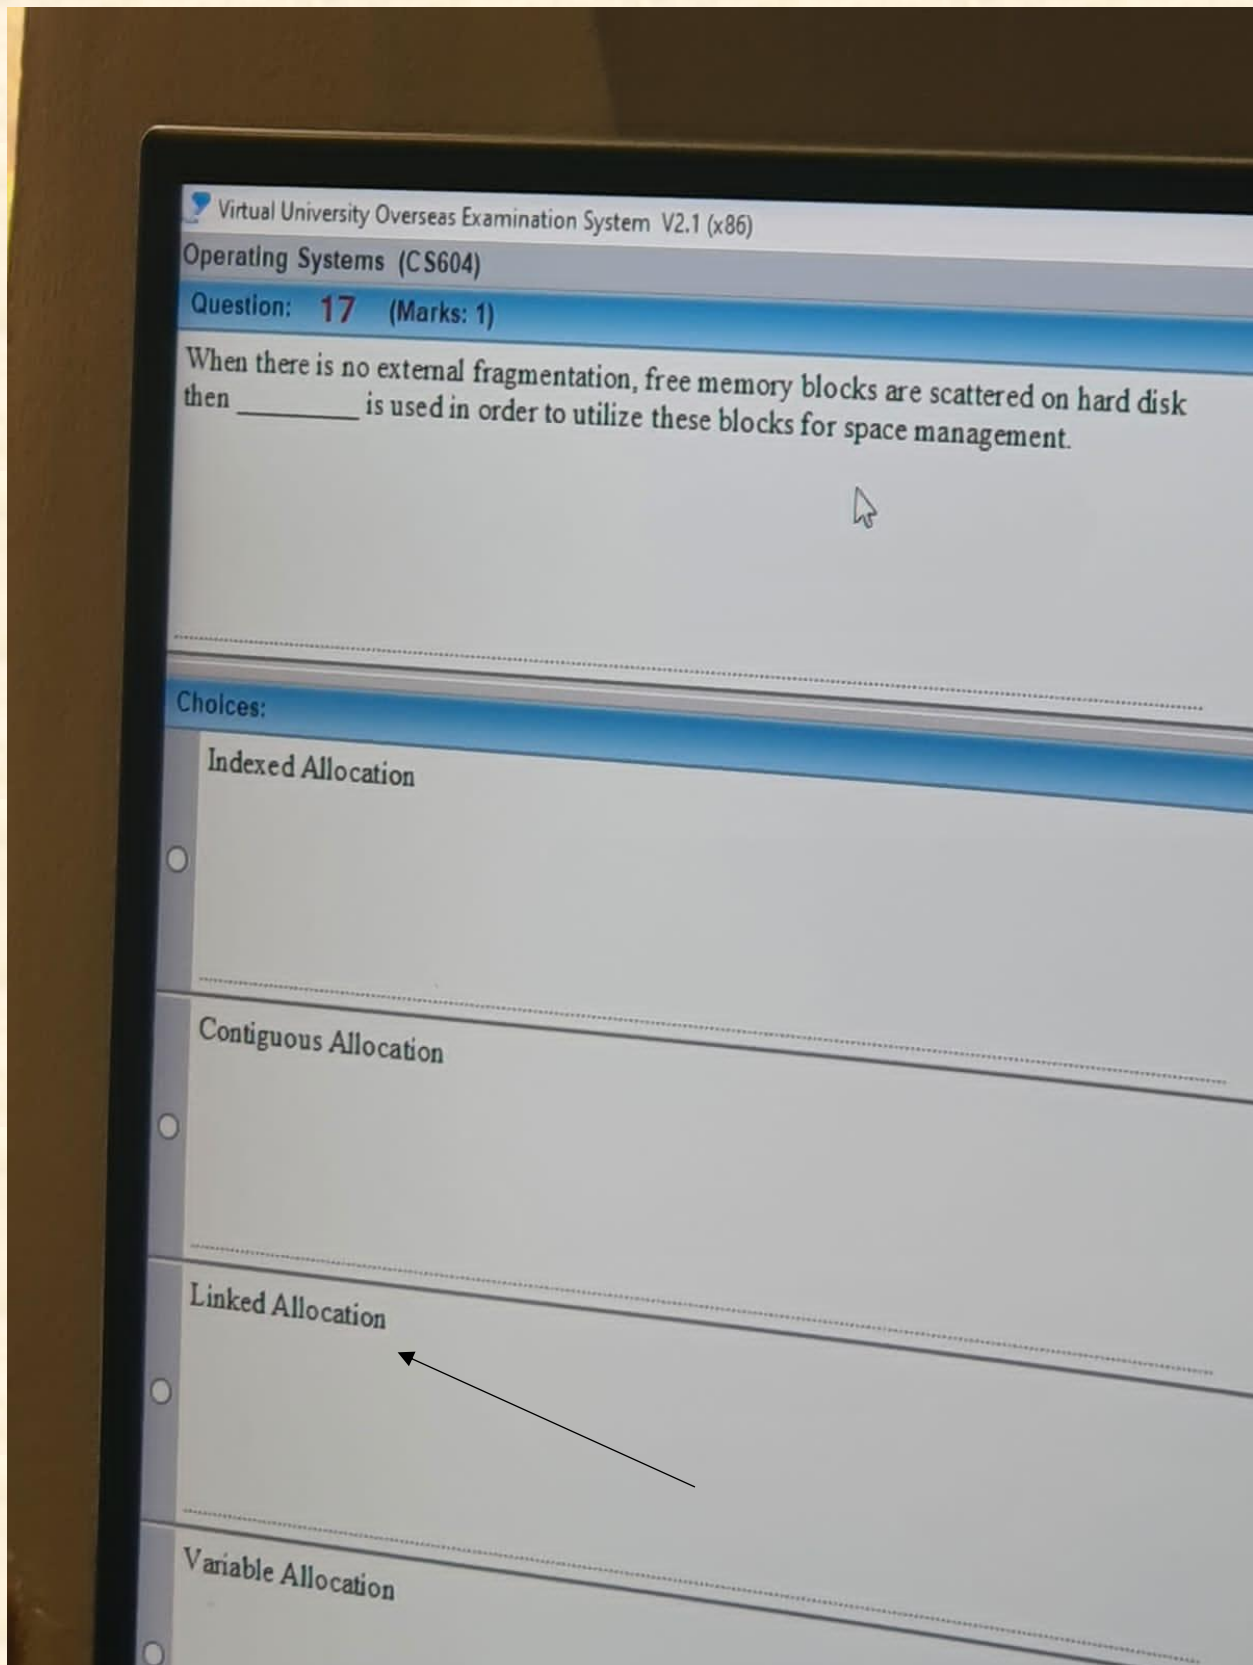 Virtual University Overseas Examination System V2.1 (x86)
Operating Systems (CS604)
Question: 17 (Marks: 1)
When there is no external fragmentation, free memory blocks are scattered on hard disk
then ________ is used in order to utilize these blocks for space management.
Choices:
Indexed Allocation
Contiguous Allocation
Linked Allocation
Variable Allocation